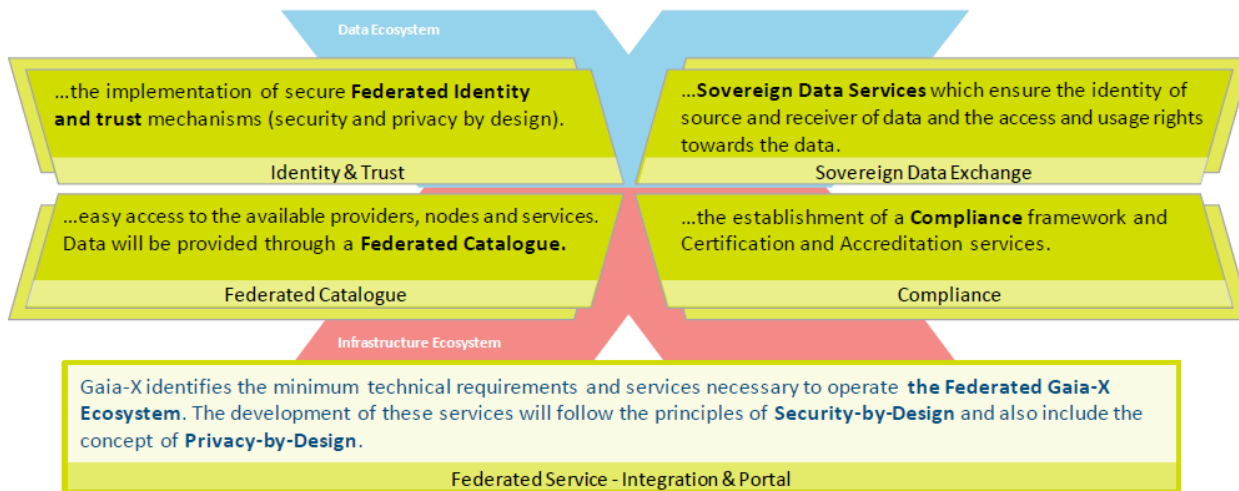 Data Ecosystem
...the implementation of secure Federated Identity
and trust mechanisms (security and privacy by design).
Identity & Trust
...Sovereign Data Services which ensure the identity of
source and receiver of data and the access and usage rights
towards the data.
Sovereign Data Exchange
...easy access to the available providers, nodes and services.
Data will be provided through a Federated Catalogue.
Federated Catalogue
...the establishment of a Compliance framework and
Certification and Accreditation services.
Compliance
Infrastructure Ecosystem
Gaia-X identifies the minimum technical requirements and services necessary to operate the Federated Gaia-X
Ecosystem. The development of these services will follow the principles of Security-by-Design and also include the
concept of Privacy-by-Design.
Federated Service - Integration & Portal